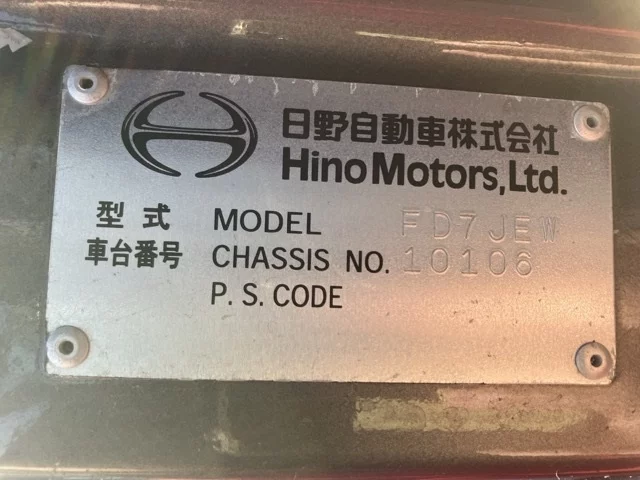 日野自動車株式会社
Hino Motors, Ltd.
型式 MODEL FD7JEW
車台番号 CHASSIS NO. 10106
P. S. CODE